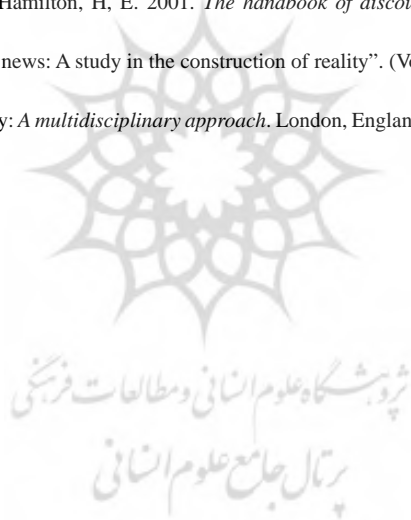 Hamilton, H, E. 2001. The handbook of discou
news: A study in the construction of reality”. (Vo
y: A multidisciplinary approach. London, Englan
پژوهشگاه علوم انسانی و مطالعات فرهنگی
پرتال جامع علوم انسانی